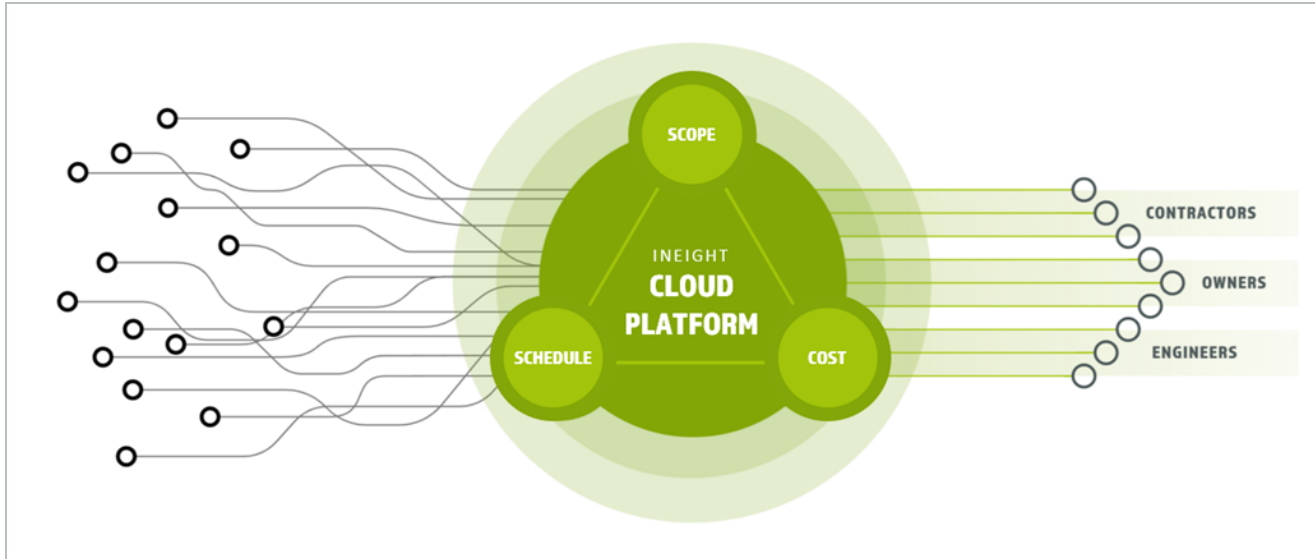 SCOPE
INEIGHT
CLOUD
PLATFORM
SCHEDULE
COST
CONTRACTORS
OWNERS
ENGINEERS